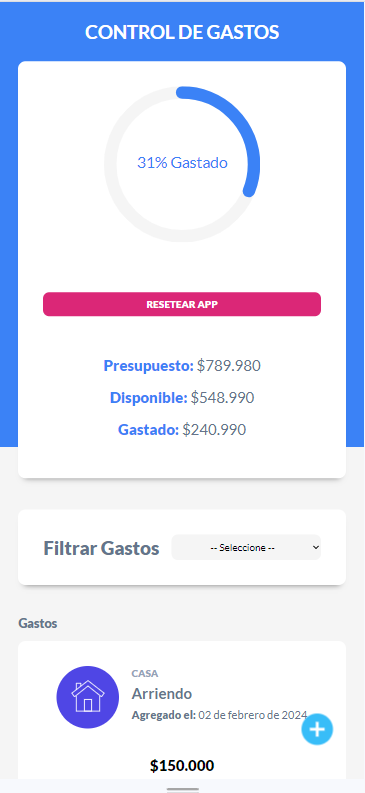 CONTROL DE GASTOS
31% Gastado
RESETEAR APP
Presupuesto: $789.980
Disponible: $548.990
Gastado: $240.990
Filtrar Gastos
-- Seleccione --
Gastos
CASA
Arriendo
Agregado el: 02 de febrero de 2024
$150.000